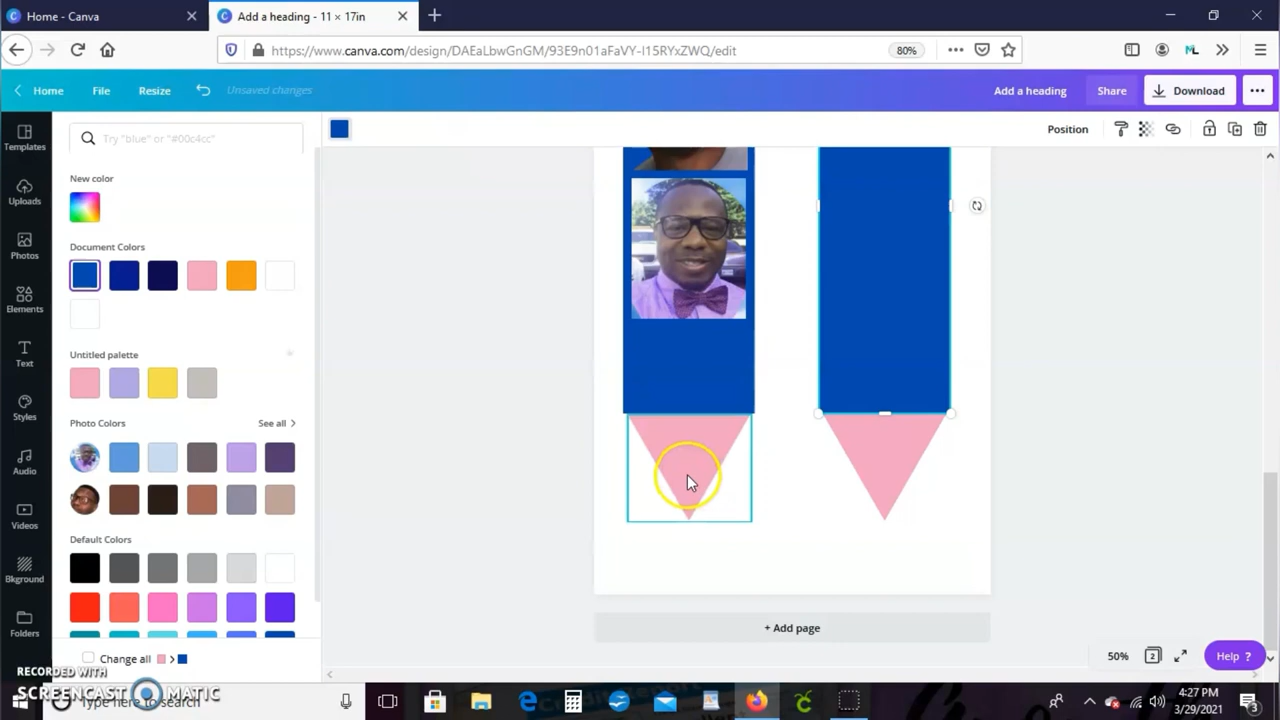 Home - Canva
Add a heading - 11 × 17in
https://www.canva.com/design/DAEaLbwGnGM/93E9n01aFaVY-I15RYxZWQ/edit
80%
Home
File
Resize
Unsaved changes
Add a heading
Share
Download
Templates
Try "blue" or "#00c4cc"
Position
New color
Uploads
Photos
Document Colors
Elements
Text
Untitled palette
Styles
Photo Colors
See all
Audio
Videos
Default Colors
Bkground
Folders
+ Add page
Change all
50%
2
Help ?
RECORDED WITH
SCREENCAST MATIC
Type here to search
4:27 PM
3/29/2021
3